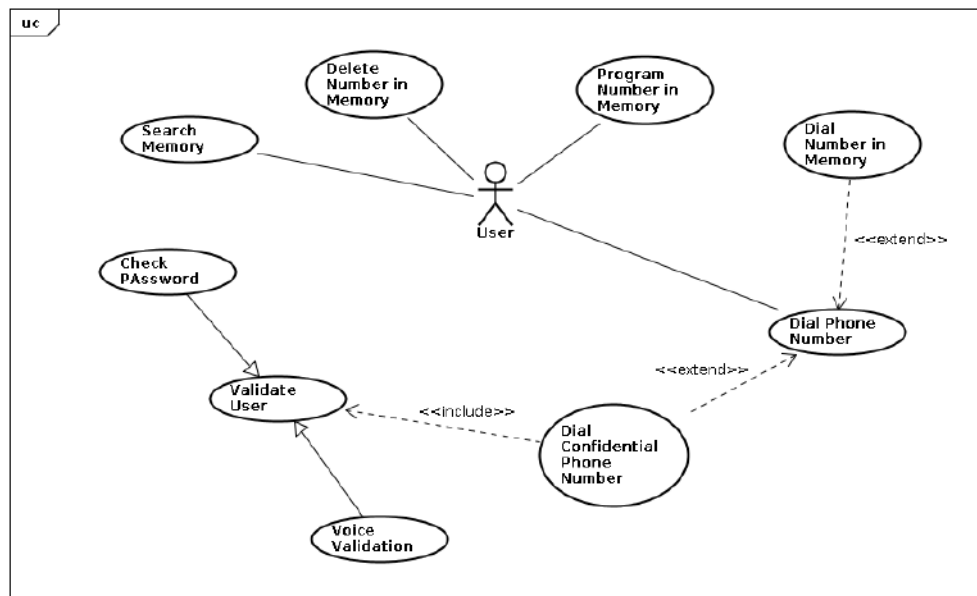 uc
Delete
Number in
Memory
Program
Number in
Memory
Search
Memory
Dial
Number in
Memory
User
<<extend>>
Check
PAssword
Dial Phone
Number
<<extend>>
Validate
User
<<include>>
Dial
Confidential
Phone
Number
Voice
Validation